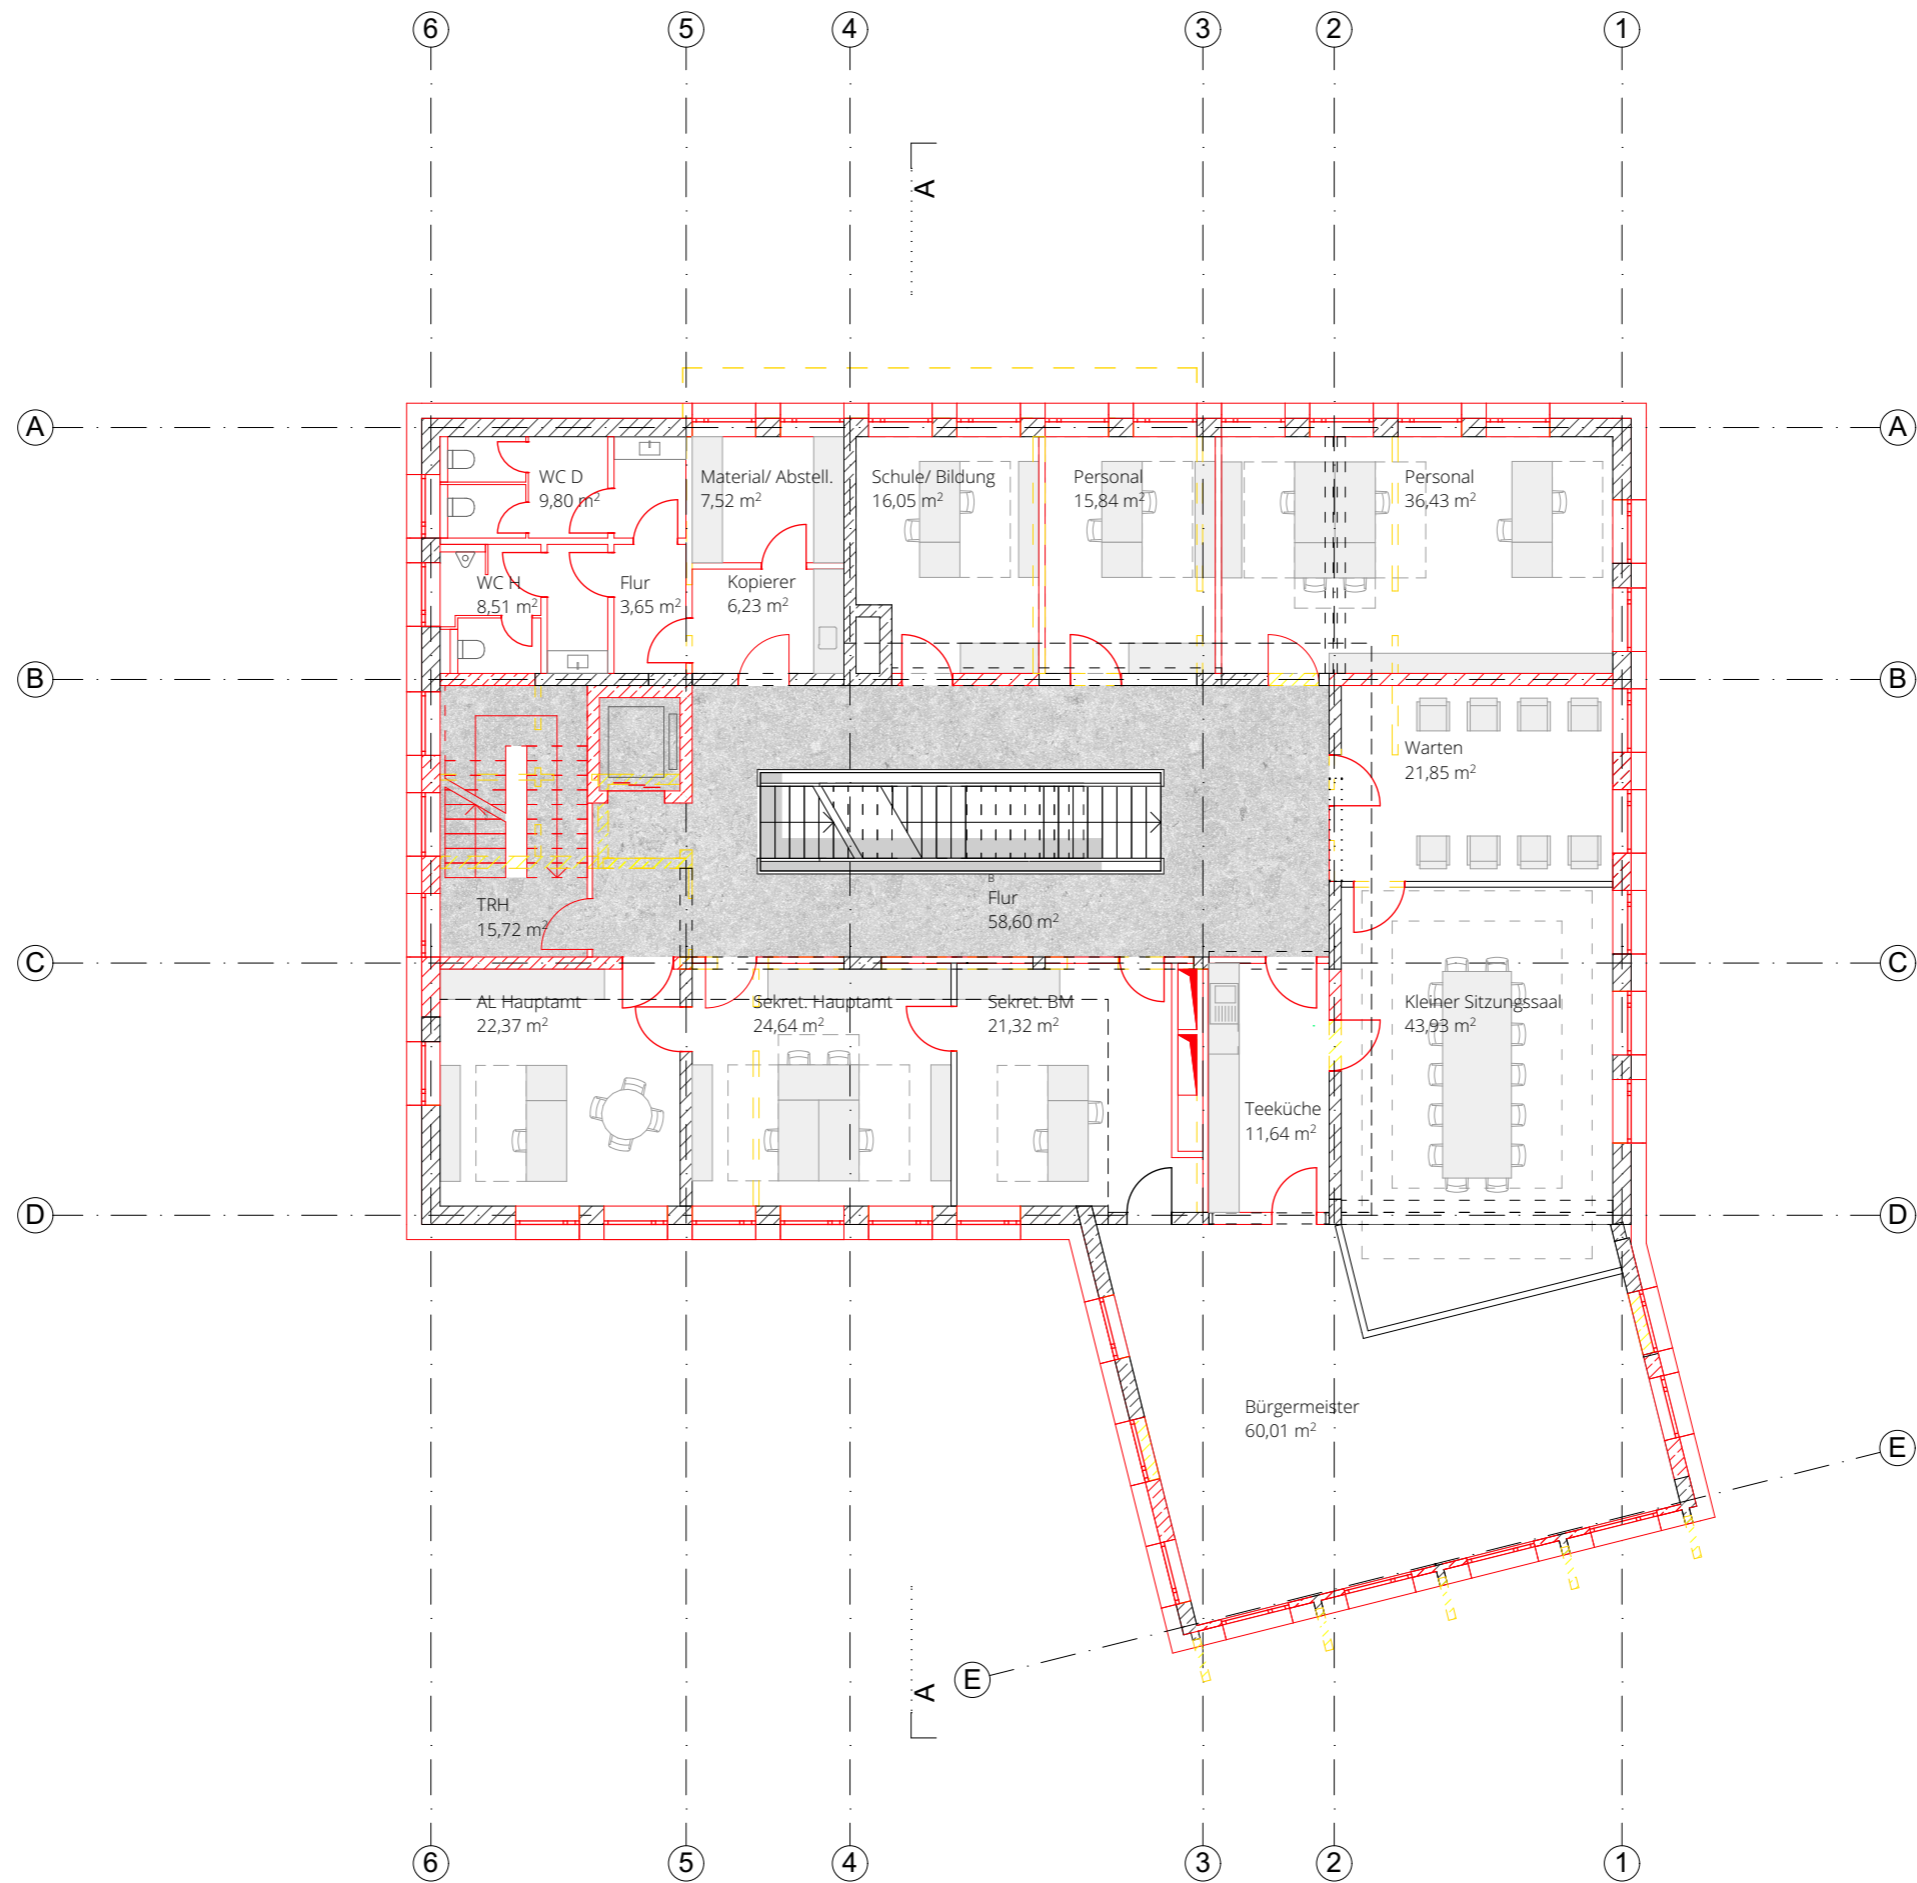 6 5 4 3 2 1
A
A A
WC D
9,80 m²
Material/ Abstell.
7,52 m²
Schule/ Bildung
16,05 m²
Personal
15,84 m²
Personal
36,43 m²
WC H
8,51 m²
Flur
3,65 m²
Kopierer
6,23 m²
B B
Warten
21,85 m²
B
Flur
58,60 m²
TRH
15,72 m²
C C
AL Hauptamt
22,37 m²
Sekret. Hauptamt
24,64 m²
Sekret. BM
21,32 m²
Kleiner Sitzungssaal
43,93 m²
Teeküche
11,64 m²
D D
Bürgermeister
60,01 m²
E
E
A
6 5 4 3 2 1